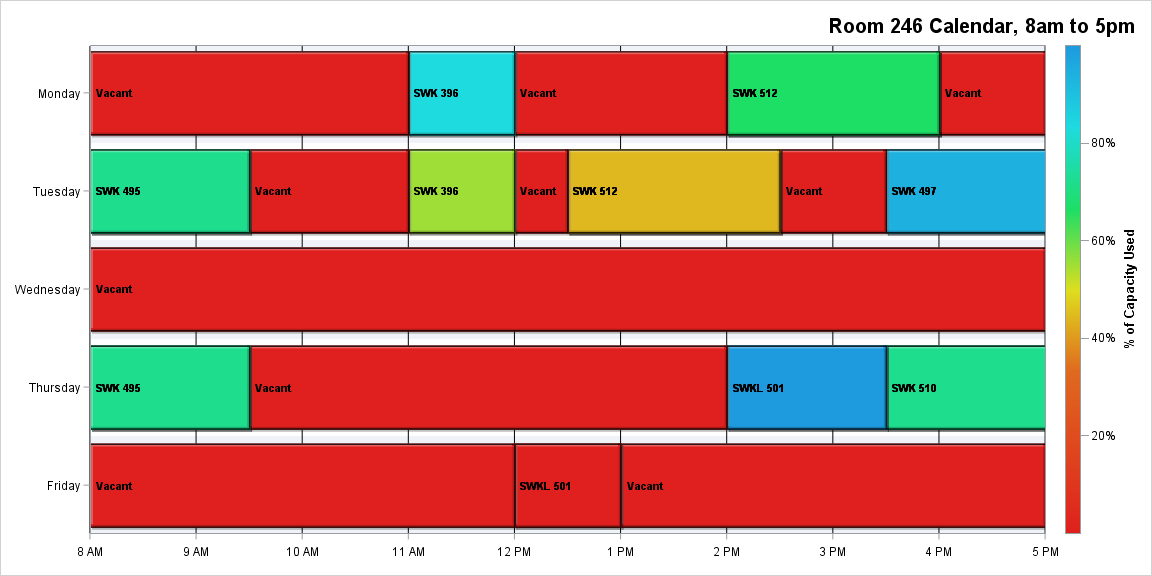 Room 246 Calendar, 8am to 5pm
Monday
Vacant
SWK 396
Vacant
SWK 512
Vacant
Tuesday
SWK 495
Vacant
SWK 396
Vacant
SWK 512
Vacant
SWK 497
Wednesday
Vacant
Thursday
SWK 495
Vacant
SWKL 501
SWK 510
Friday
Vacant
SWKL 501
Vacant
8 AM
9 AM
10 AM
11 AM
12 PM
1 PM
2 PM
3 PM
4 PM
5 PM
80%
60%
40%
20%
% of Capacity Used